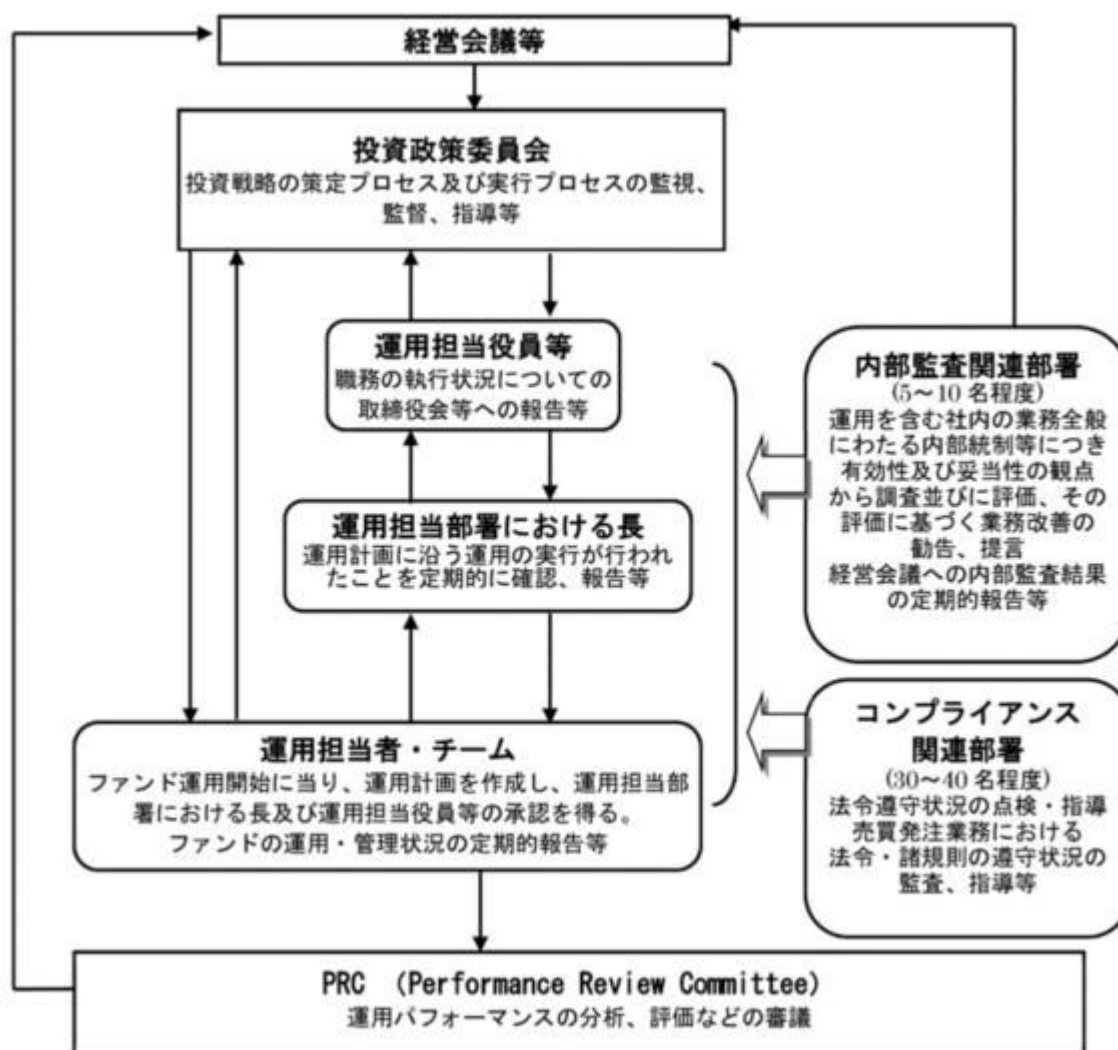 経営会議等
投資政策委員会
投資戦略の策定プロセス及び実行プロセスの監視、
監督、指導等
運用担当役員等
職務の執行状況についての
取締役会等への報告等
運用担当部署における長
運用計画に沿う運用の実行が行われ
たことを定期的に確認、報告等
運用担当者・チーム
ファンド運用開始に当り、運用計画を作成し、運用担当部
署における長及び運用担当役員等の承認を得る。
ファンドの運用・管理状況の定期的報告等
内部監査関連部署
(5～10 名程度)
運用を含む社内の業務全般
にわたる内部統制等につき
有効性及び妥当性の観点
から調査並びに評価、その
評価に基づく業務改善の
勧告、提言
経営会議への内部監査結果
の定期的報告等
コンプライアンス
関連部署
(30～40 名程度)
法令遵守状況の点検・指導
売買発注業務における
法令・諸規則の遵守状況の
監査、指導等
PRC (Performance Review Committee)
運用パフォーマンスの分析、評価などの審議